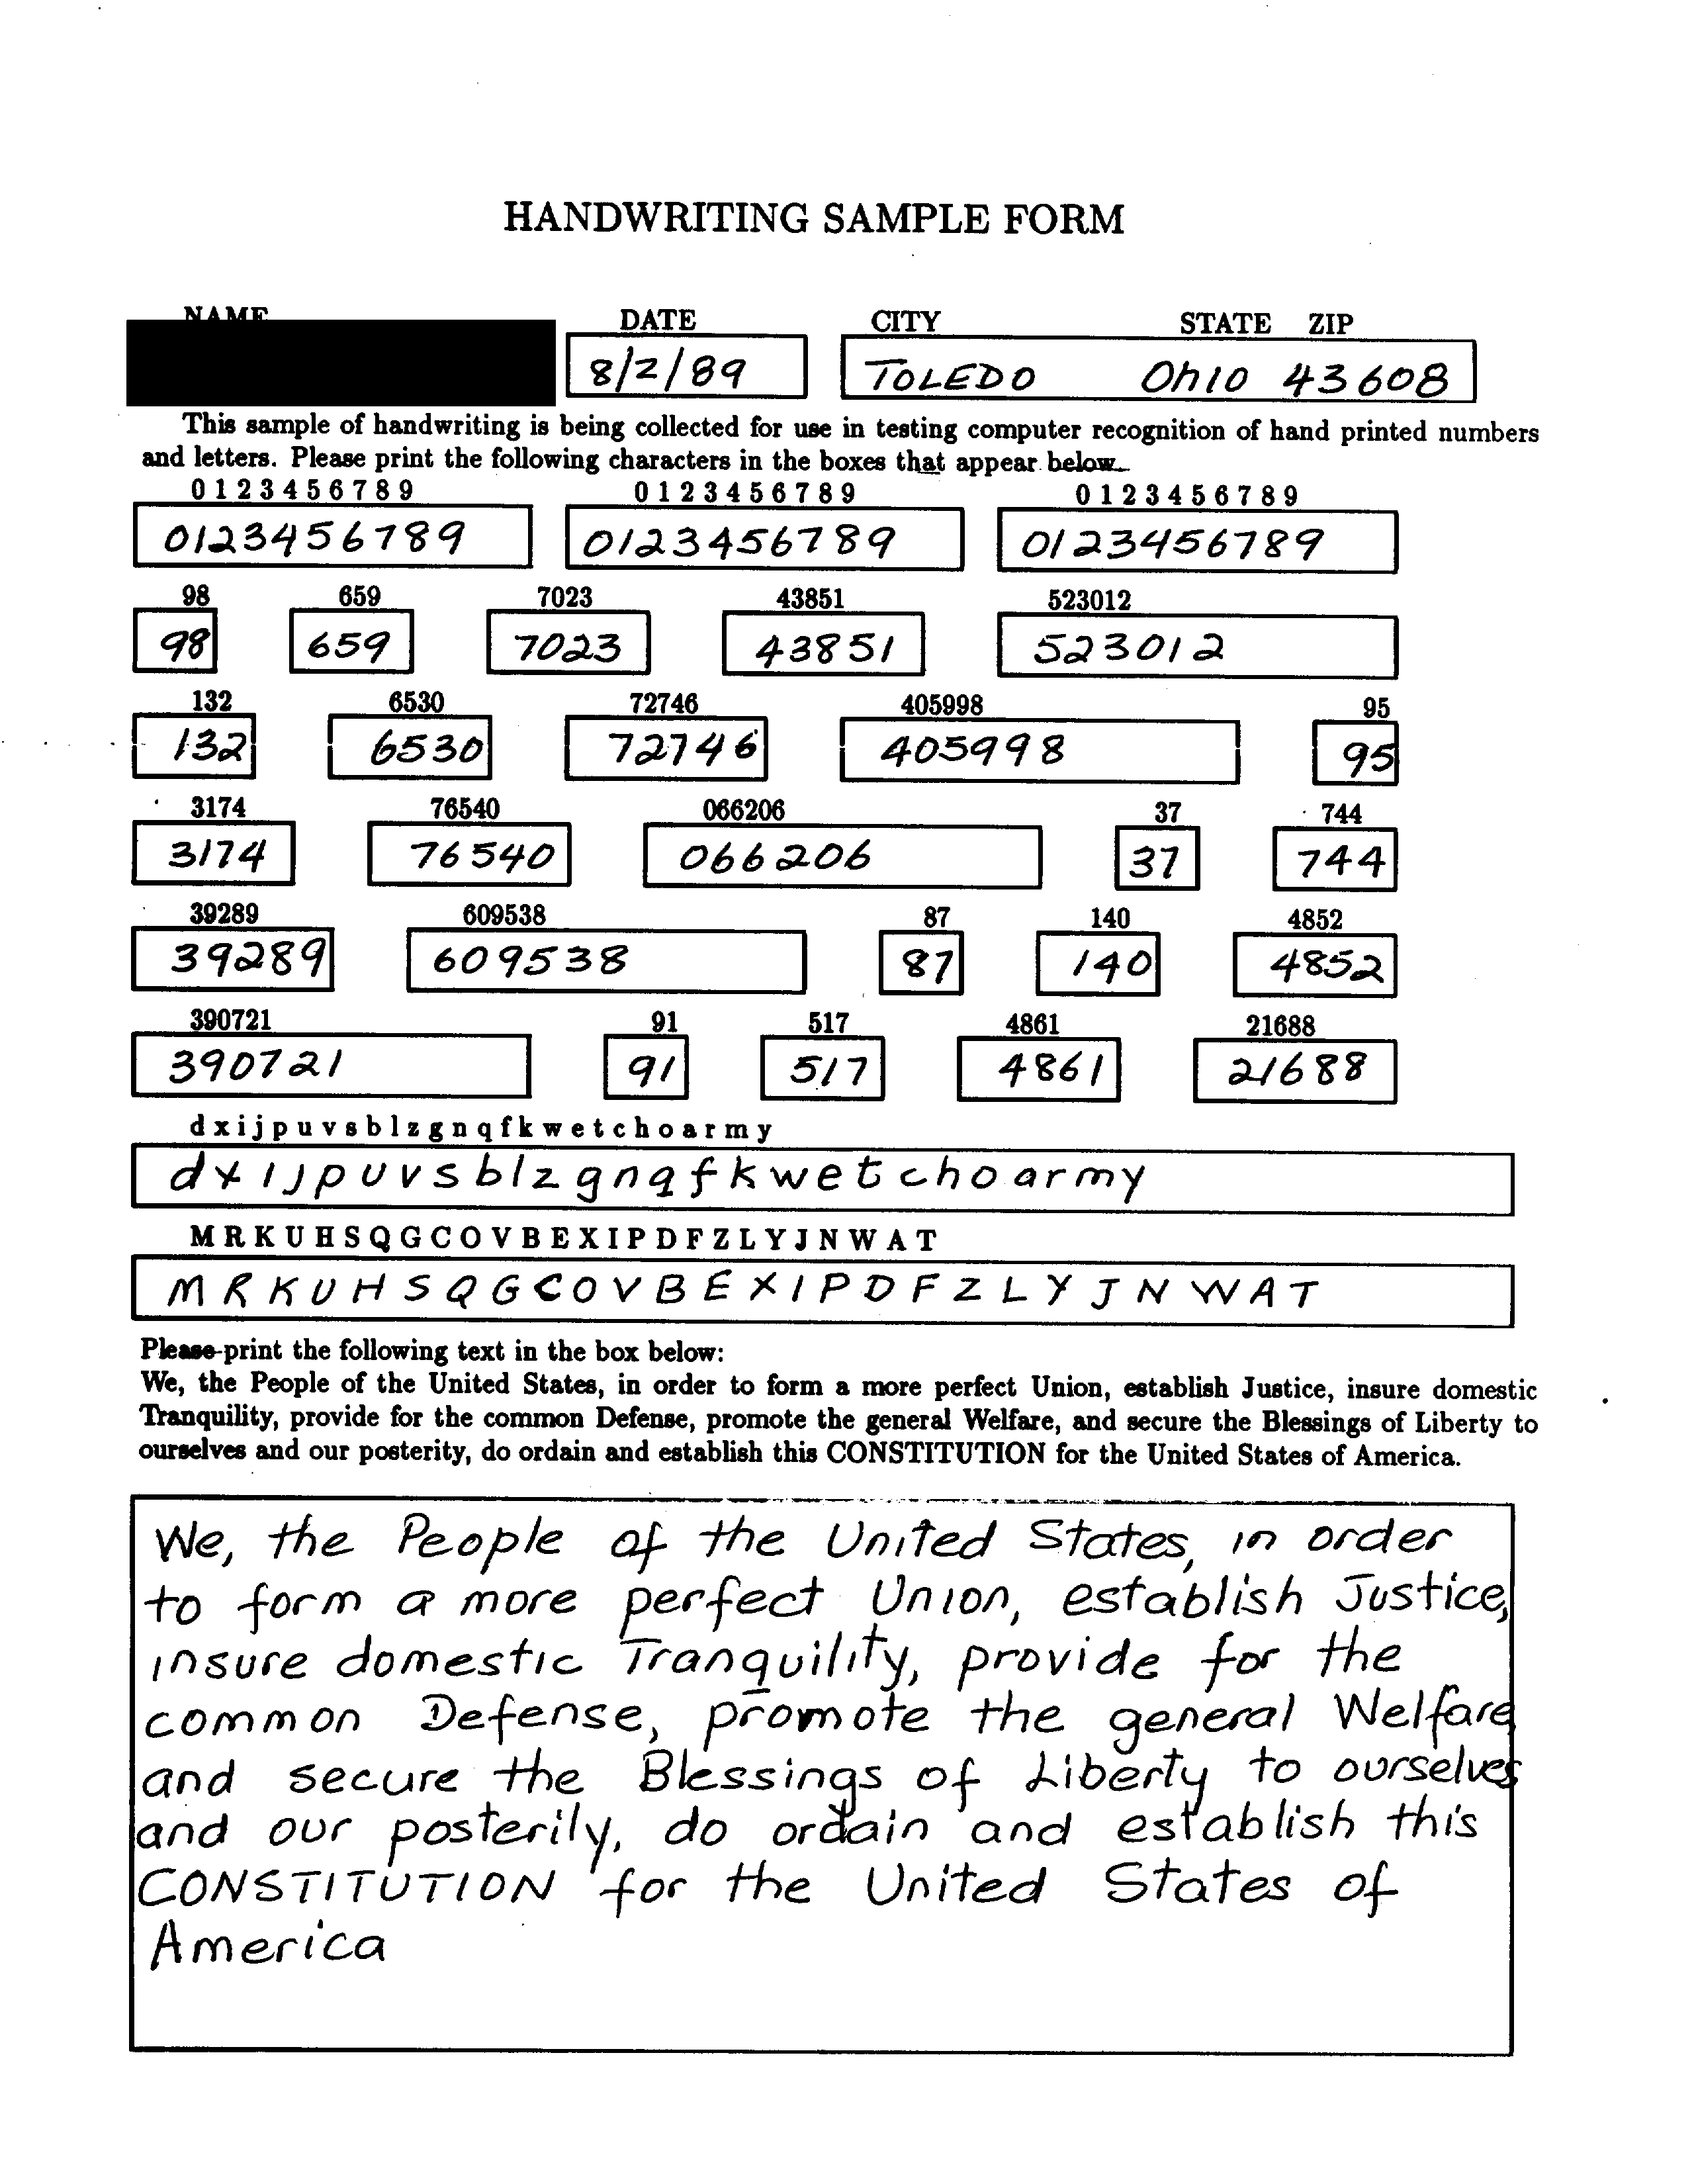 HANDWRITING SAMPLE FORM
NAME DATE CITY STATE ZIP
8/2/89 TOLEDO Ohio 43608
This sample of handwriting is being collected for use in testing computer recognition of hand printed numbers
and letters. Please print the following characters in the boxes that appear below.
0 1 2 3 4 5 6 7 8 9 0 1 2 3 4 5 6 7 8 9 0 1 2 3 4 5 6 7 8 9
0123456789 0123456789 0123456789
98 659 7023 43851 523012
98 659 7023 43851 523012
132 6530 72746 405998 95
132 6530 72746 405998 95
3174 76540 066206 37 744
3174 76540 066206 37 744
39289 609538 87 140 4852
39289 609538 87 140 4852
390721 91 517 4861 21688
390721 91 517 4861 21688
d x i j p u v s b l z g n q f k w e t c h o a r m y
d x i j p u v s b l z g n q f k w e t c h o a r m y
M R K U H S Q G C O V B E X I P D F Z L Y J N W A T
M R K U H S Q G C O V B E X I P D F Z L Y J N W A T
Please print the following text in the box below:
We, the People of the United States, in order to form a more perfect Union, establish Justice, insure domestic
Tranquility, provide for the common Defense, promote the general Welfare, and secure the Blessings of Liberty to
ourselves and our posterity, do ordain and establish this CONSTITUTION for the United States of America.
We, the People of the United States, in order
to form a more perfect Union, establish Justice,
insure domestic Tranquility, provide for the
common Defense, promote the general Welfare
and secure the Blessings of Liberty to ourselves
and our posterily, do ordain and establish this
CONSTITUTION for the United States of
America